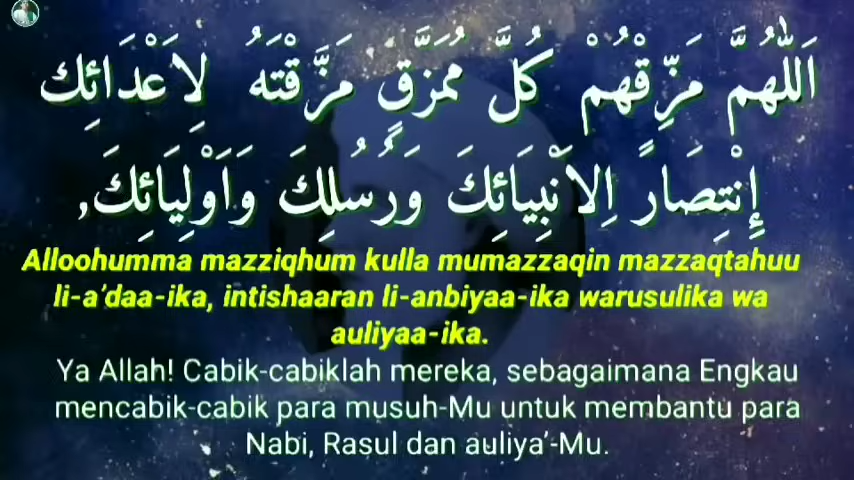 اَللّٰهُمَّ مَزِّقْهُمْ كُلَّ مُمَزَّقٍ مَزَّقْتَهُ لِاَعْدَائِكَ
إِنْتِصَارً اِلاَنْبِيَائِكَ وَرُسُلِكَ وَاَوْلِيَائِكَ,
Alloohumma mazziqhum kulla mumazzaqin mazzaqtahuu
li-a'daa-ika, intishaaran li-anbiyaa-ika warusulika wa
auliyaa-ika.
Ya Allah! Cabik-cabiklah mereka, sebagaimana Engkau
mencabik-cabik para musuh-Mu untuk membantu para
Nabi, Rasul dan auliya'-Mu.